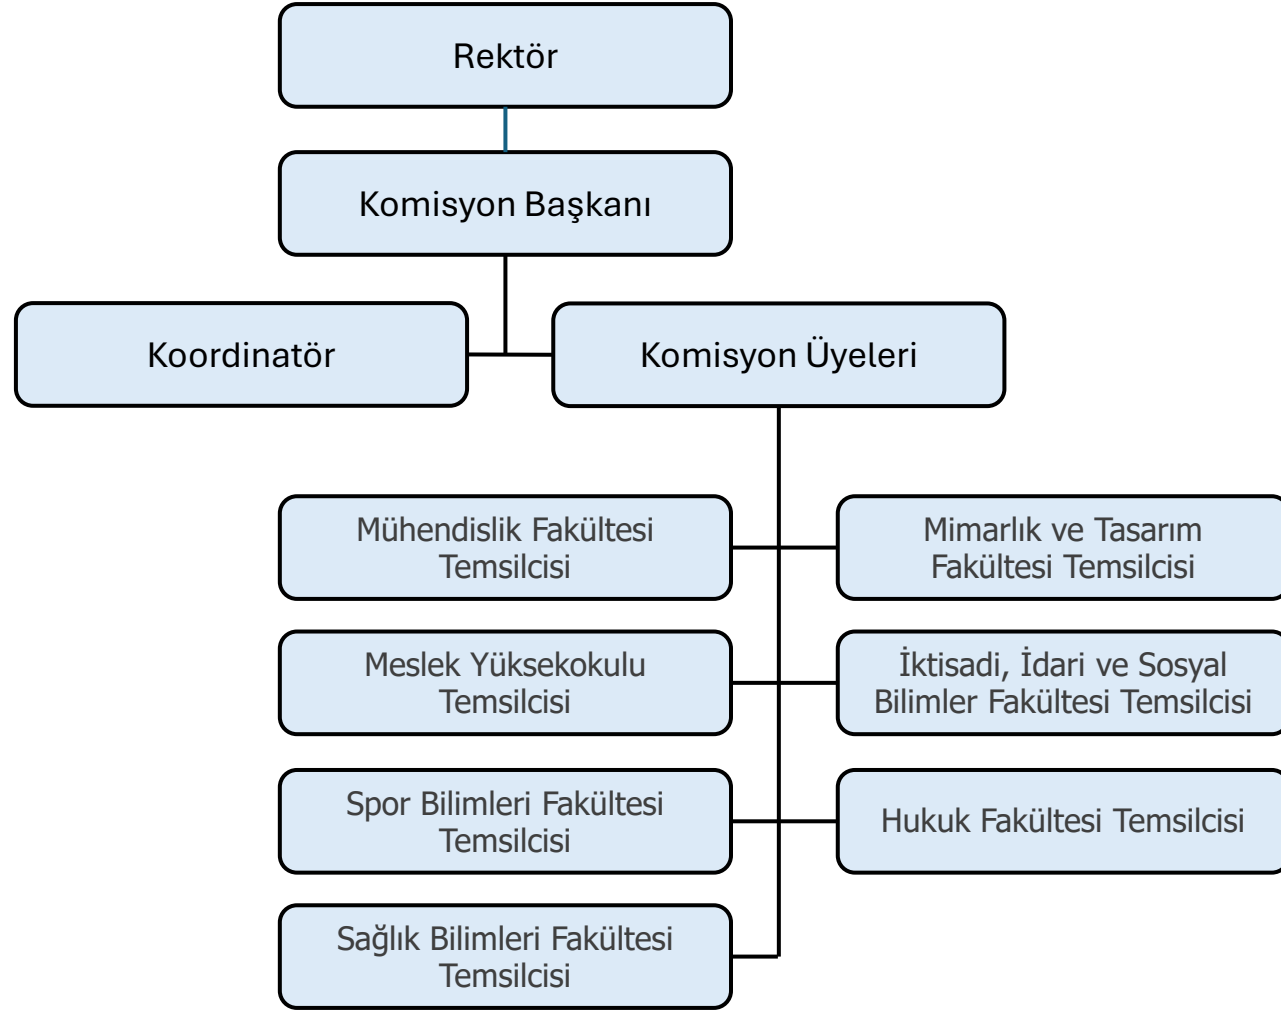 Rektör
Komisyon Başkanı
Koordinatör
Komisyon Üyeleri
Mühendislik Fakültesi
Temsilcisi
Mimarlık ve Tasarım
Fakültesi Temsilcisi
Meslek Yüksekokulu
Temsilcisi
İktisadi, İdari ve Sosyal
Bilimler Fakültesi Temsilcisi
Spor Bilimleri Fakültesi
Temsilcisi
Hukuk Fakültesi Temsilcisi
Sağlık Bilimleri Fakültesi
Temsilcisi